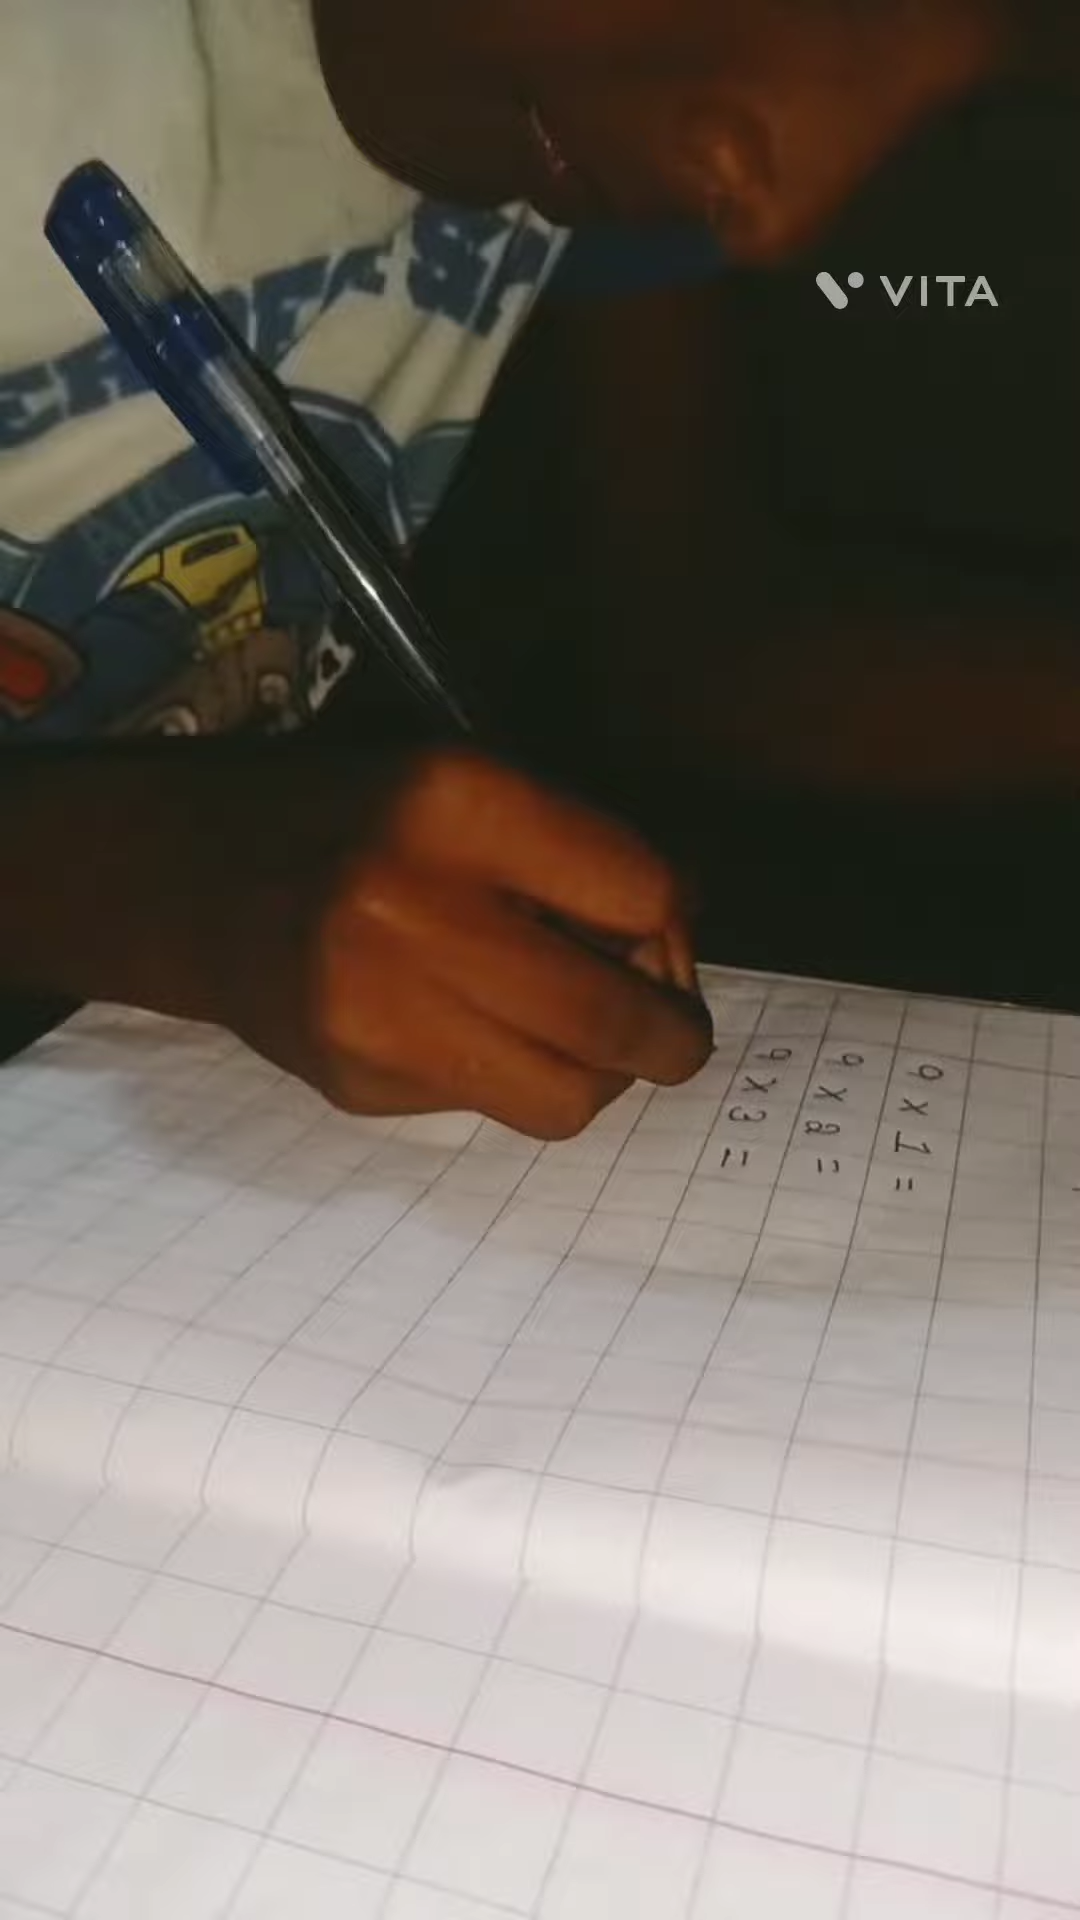 VITA
9 x 1 =
9 x 2 =
9 x 3 =